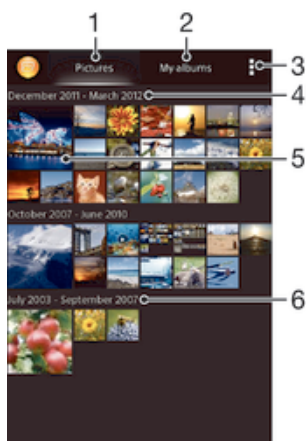 1
2
Pictures
My albums
3
December 2011 - March 2012
4
5
October 2007 - June 2010
July 2003 - September 2007
6